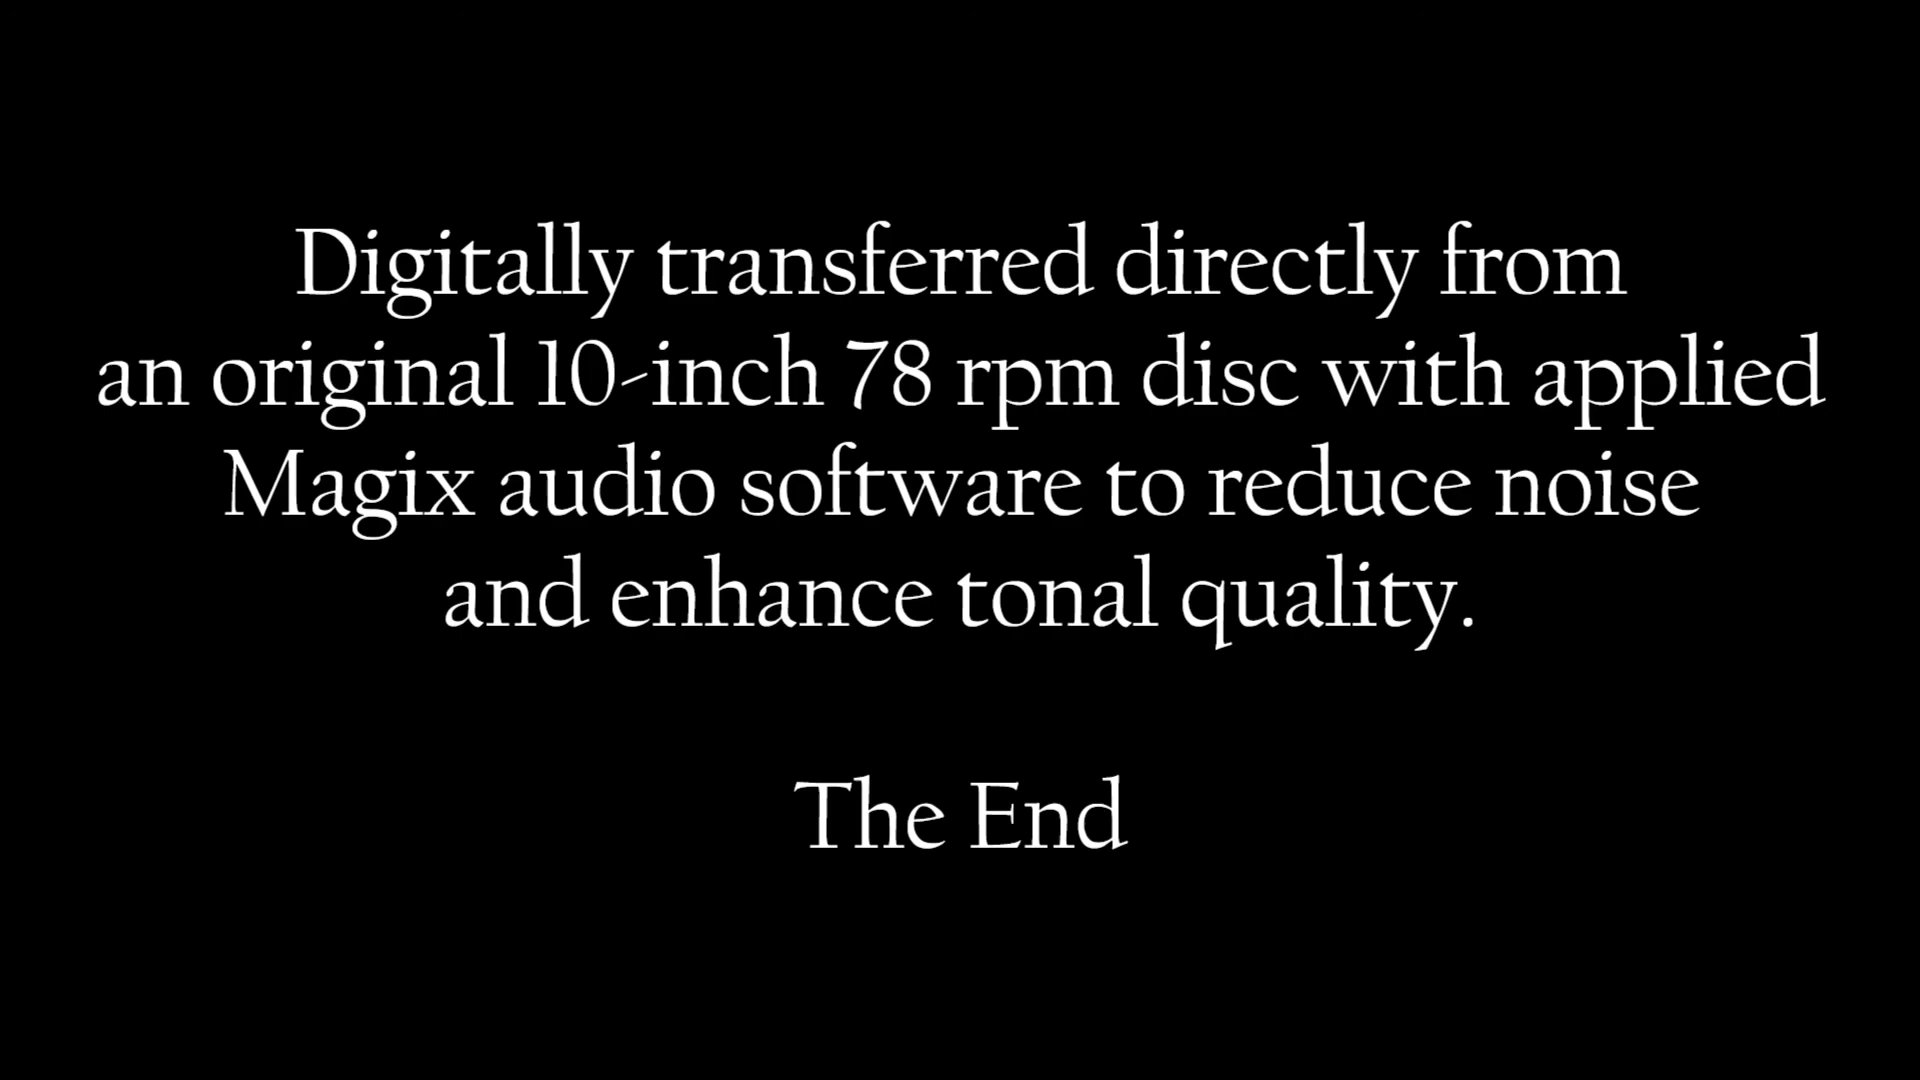 Digitally transferred directly from
an original 10-inch 78 rpm disc with applied
Magix audio software to reduce noise
and enhance tonal quality.
The End